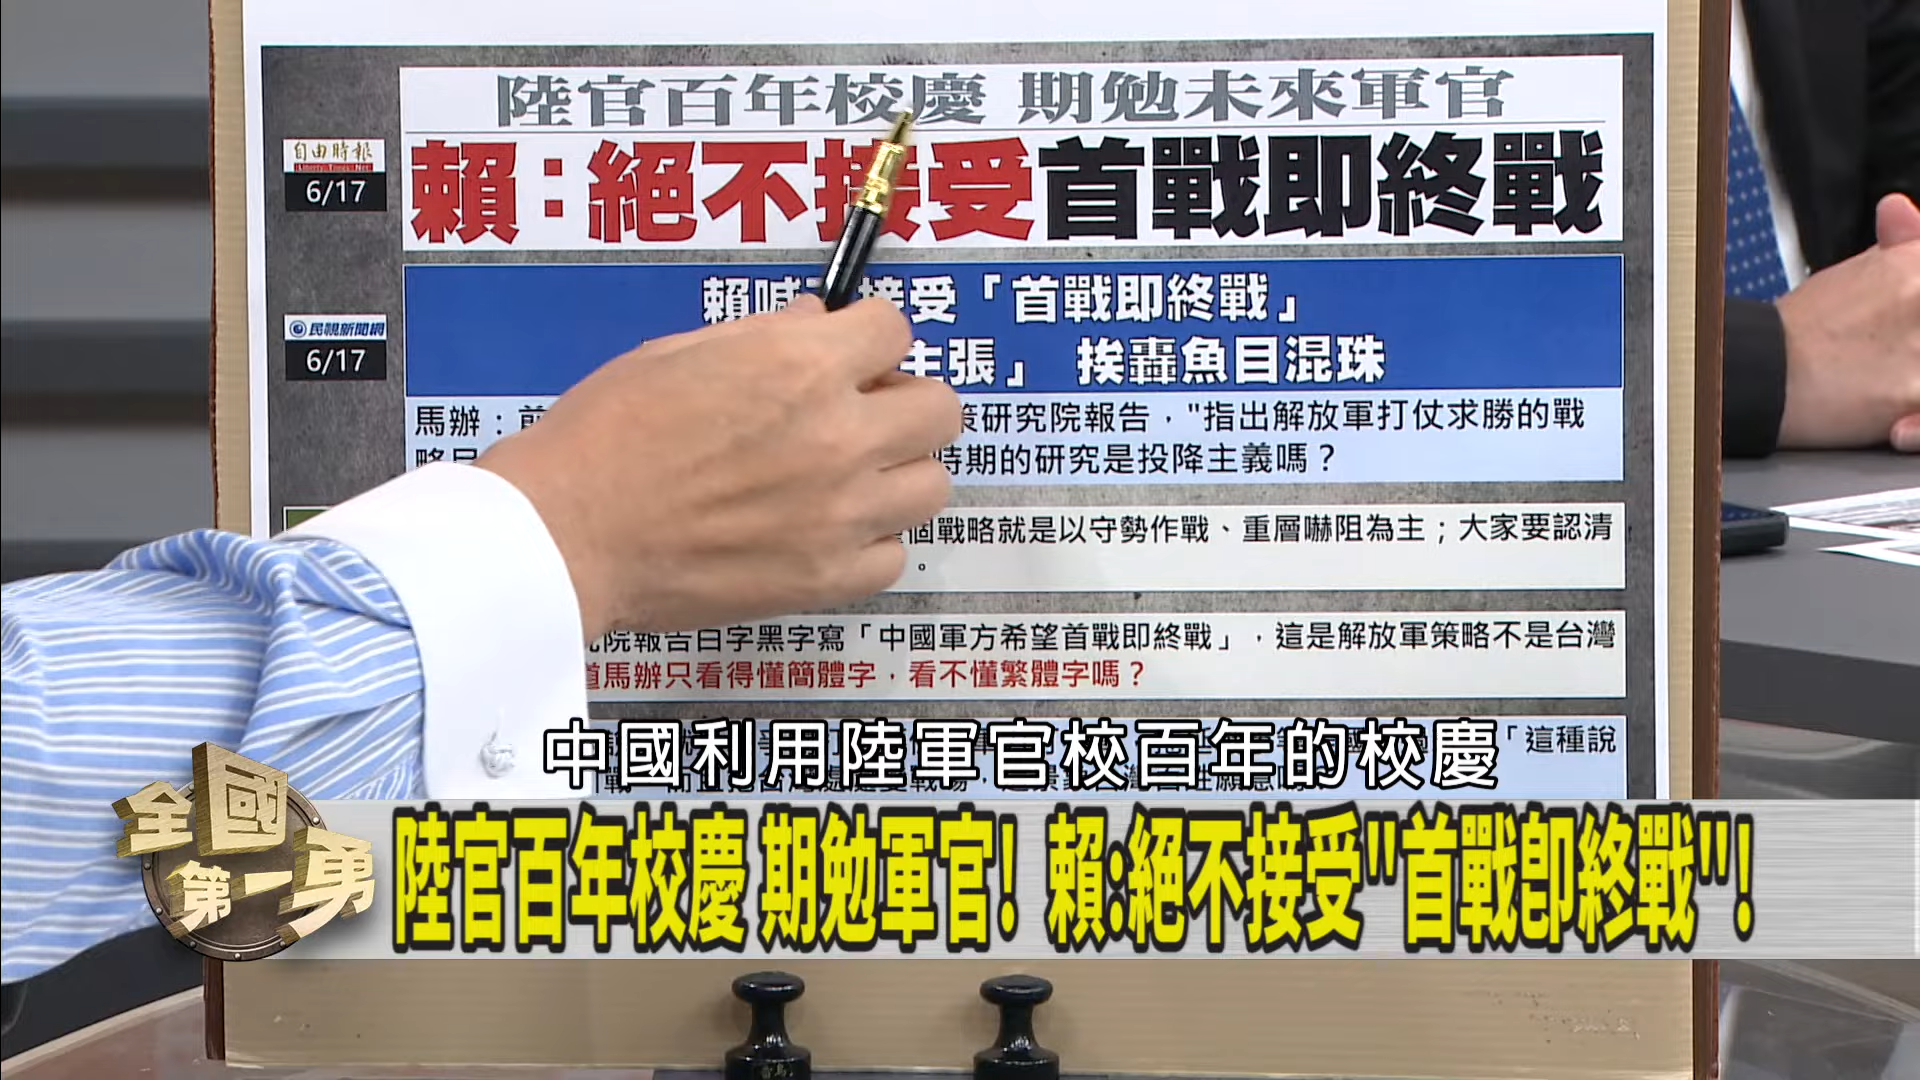 陸官百年校慶 期勉未來軍官
自由時報
6/17
賴：絕不接受首戰即終戰
賴喊 接受「首戰即終戰」
民視新聞網
6/17
主張」 挨轟魚目混珠
馬辦：前 策研究院報告，"指出解放軍打仗求勝的戰
時期的研究是投降主義嗎？
個戰略就是以守勢作戰、重層嚇阻為主；大家要認清
。
院報告白字黑字寫「中國軍方希望首戰即終戰」，這是解放軍策略不是台灣
道馬辦只看得懂簡體字，看不懂繁體字嗎？
「這種說
中國利用陸軍官校百年的校慶
全國第一勇
陸官百年校慶 期勉軍官！ 賴:絕不接受"首戰即終戰"！